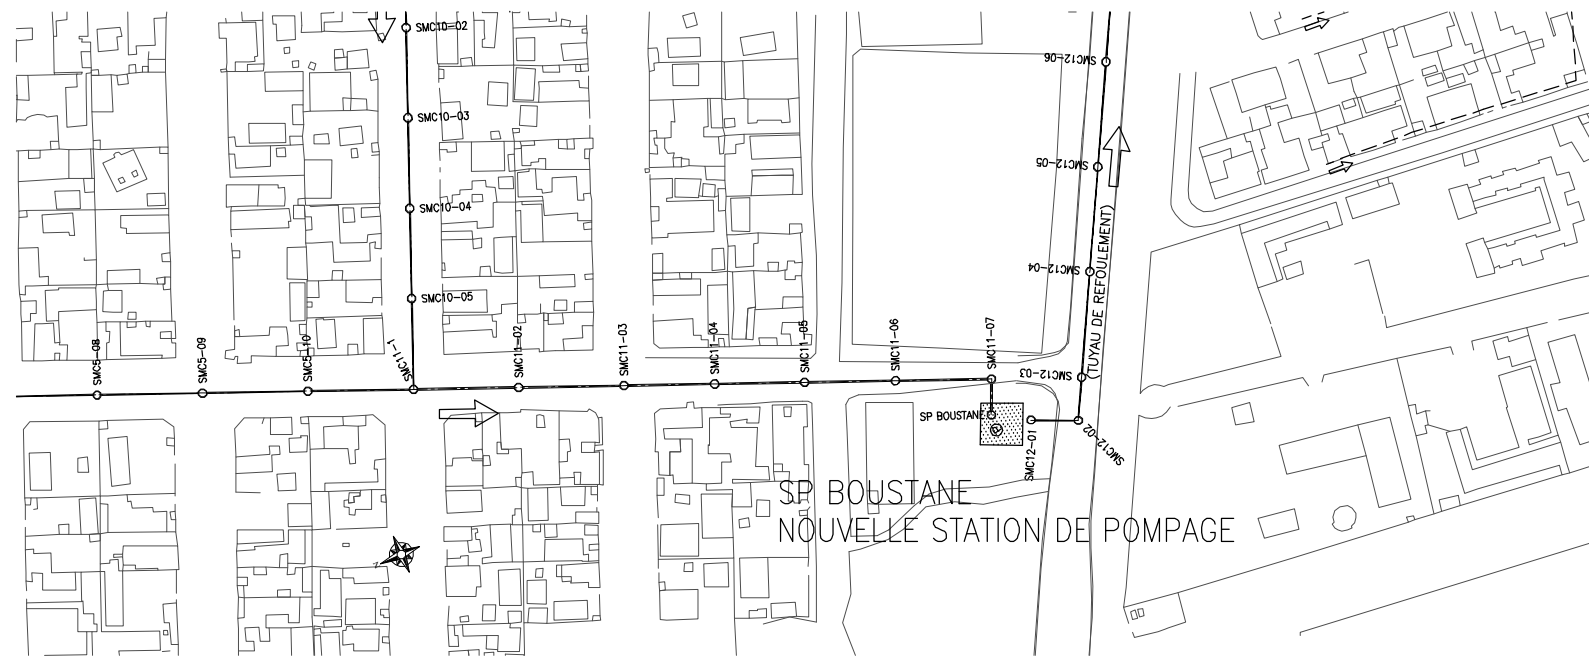 SMC10-02
SMC12-06
SMC10-03
SMC12-05
SMC10-04
(TUYAU DE REFOULEMENT)
SMC12-04
SMC10-05
SMC5-08
SMC5-09
SMC5-10
SMC11-1
SMC11-02
SMC11-03
SMC11-04
SMC11-05
SMC11-06
SMC11-07
SMC12-03
SP BOUSTANE
SMC12-01
SMC12-02
SP BOUSTANE
NOUVELLE STATION DE POMPAGE